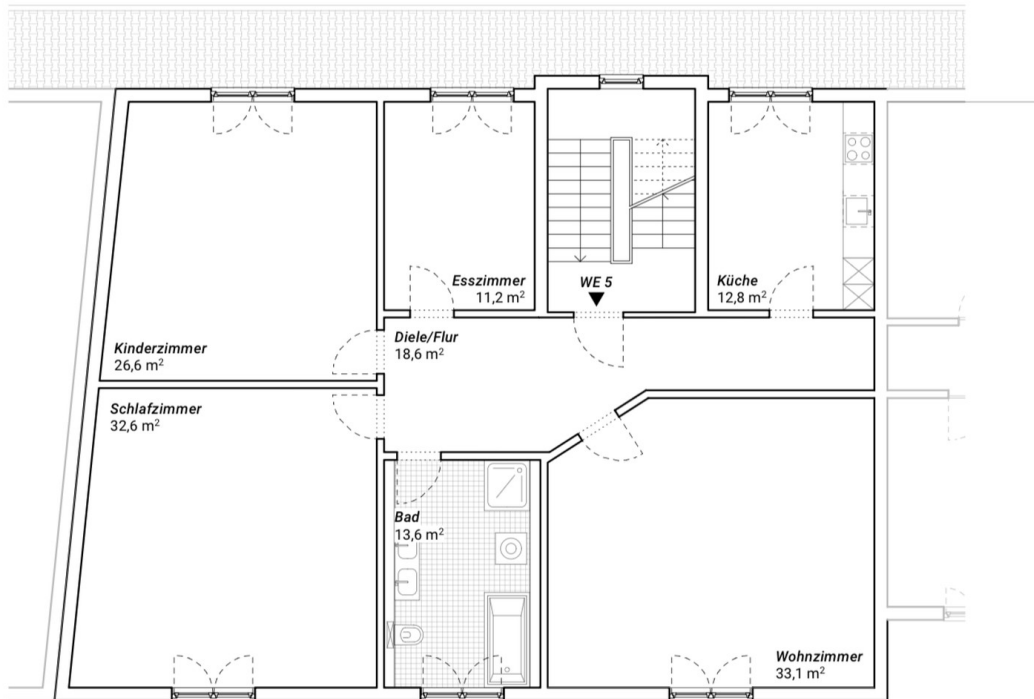 Esszimmer
11,2 m²
WE 5
Küche
12,8 m²
Kinderzimmer
26,6 m²
Diele/Flur
18,6 m²
Schlafzimmer
32,6 m²
Bad
13,6 m²
Wohnzimmer
33,1 m²